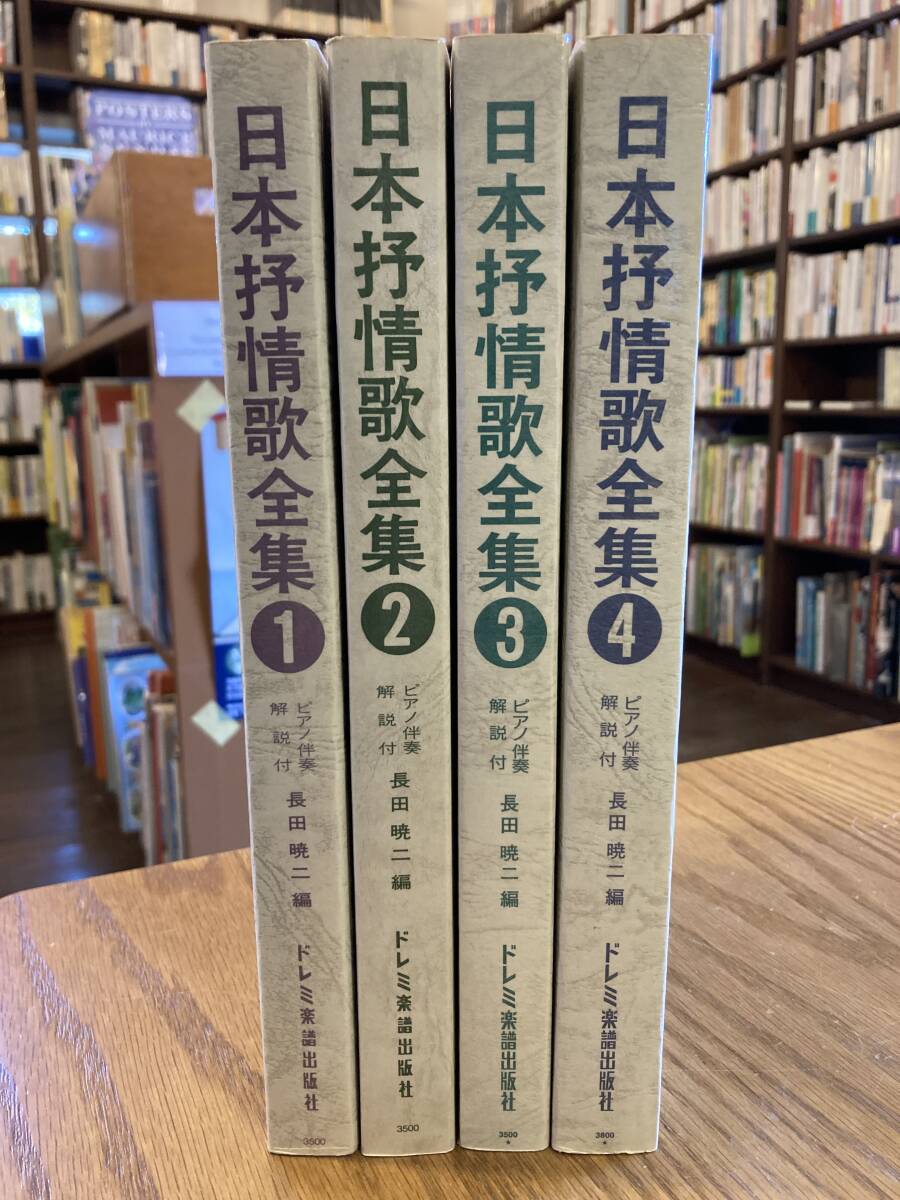 日本抒情歌全集
1
ピアノ伴奏
解説付
長田暁二編
ドレミ楽譜出版社
3500
日本抒情歌全集
2
ピアノ伴奏
解説付
長田暁二編
ドレミ楽譜出版社
3500
日本抒情歌全集
3
ピアノ伴奏
解説付
長田暁二編
ドレミ楽譜出版社
3500
★
日本抒情歌全集
4
ピアノ伴奏
解説付
長田暁二編
ドレミ楽譜出版社
3800
★
POSTERS
MAURICE